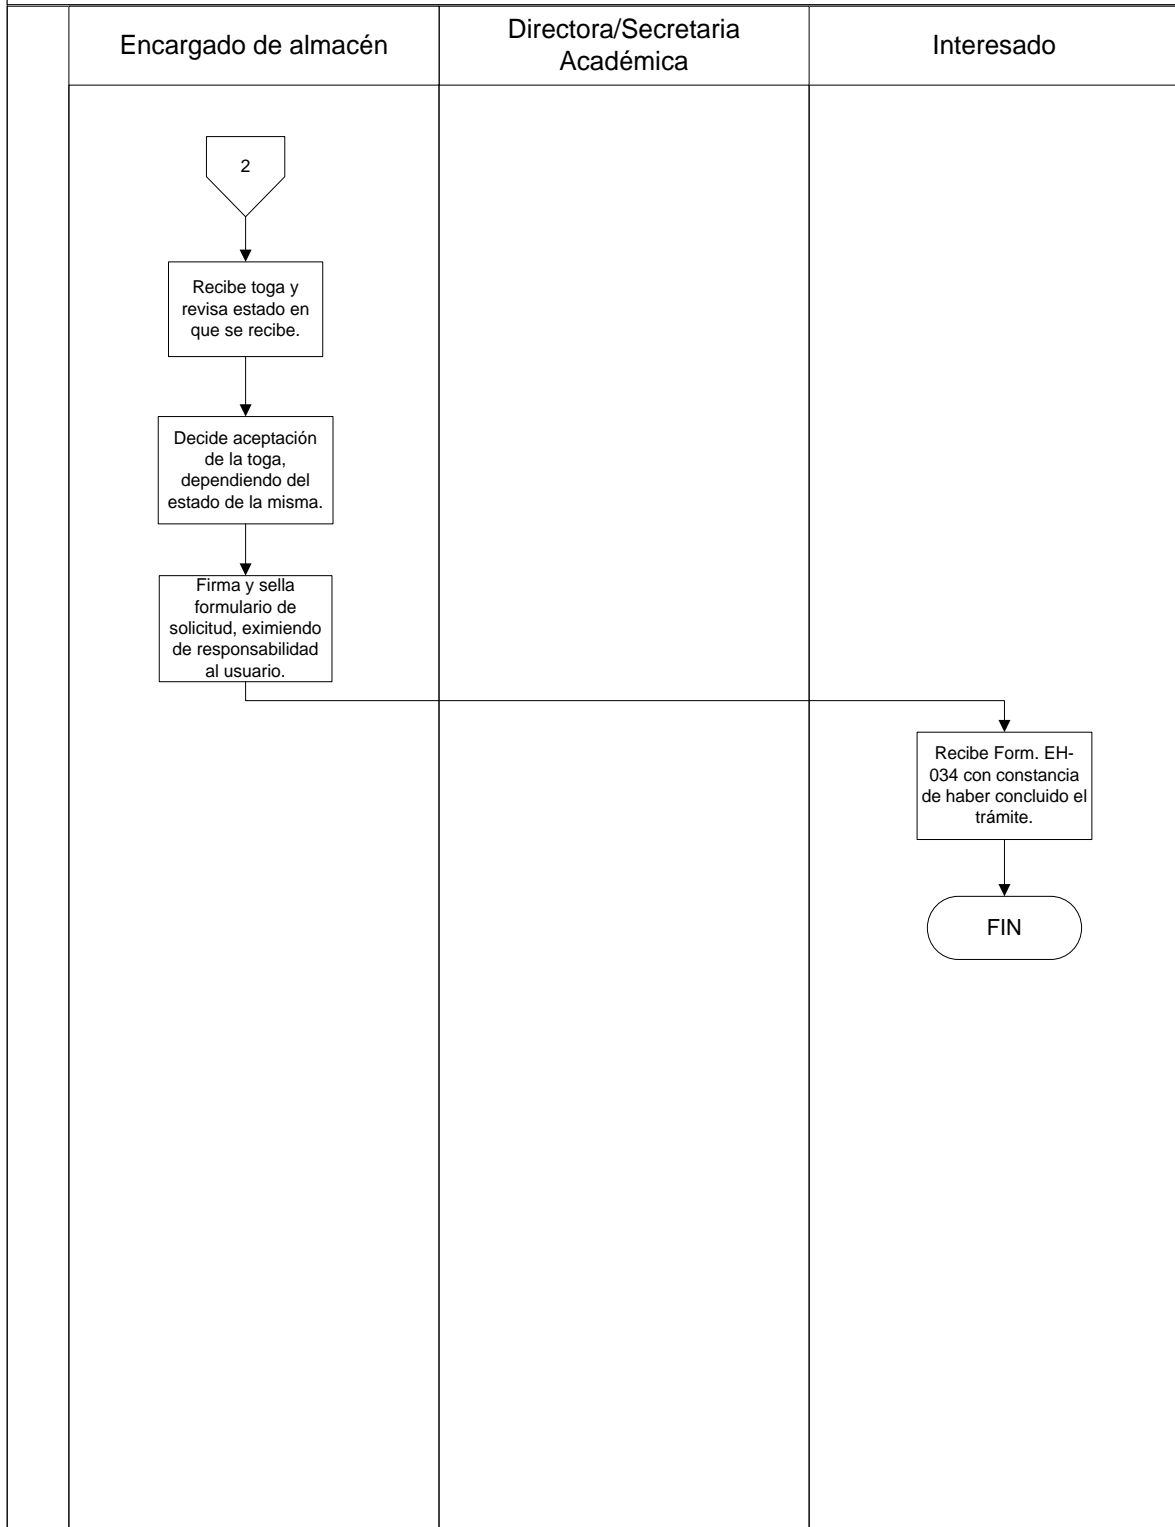 Encargado de almacén
Directora/Secretaria
Académica
Interesado
2
Recibe toga y
revisa estado en
que se recibe.
Decide aceptación
de la toga,
dependiendo del
estado de la misma.
Firma y sella
formulario de
solicitud, eximiendo
de responsabilidad
al usuario.
Recibe Form. EH-
034 con constancia
de haber concluido el
trámite.
FIN